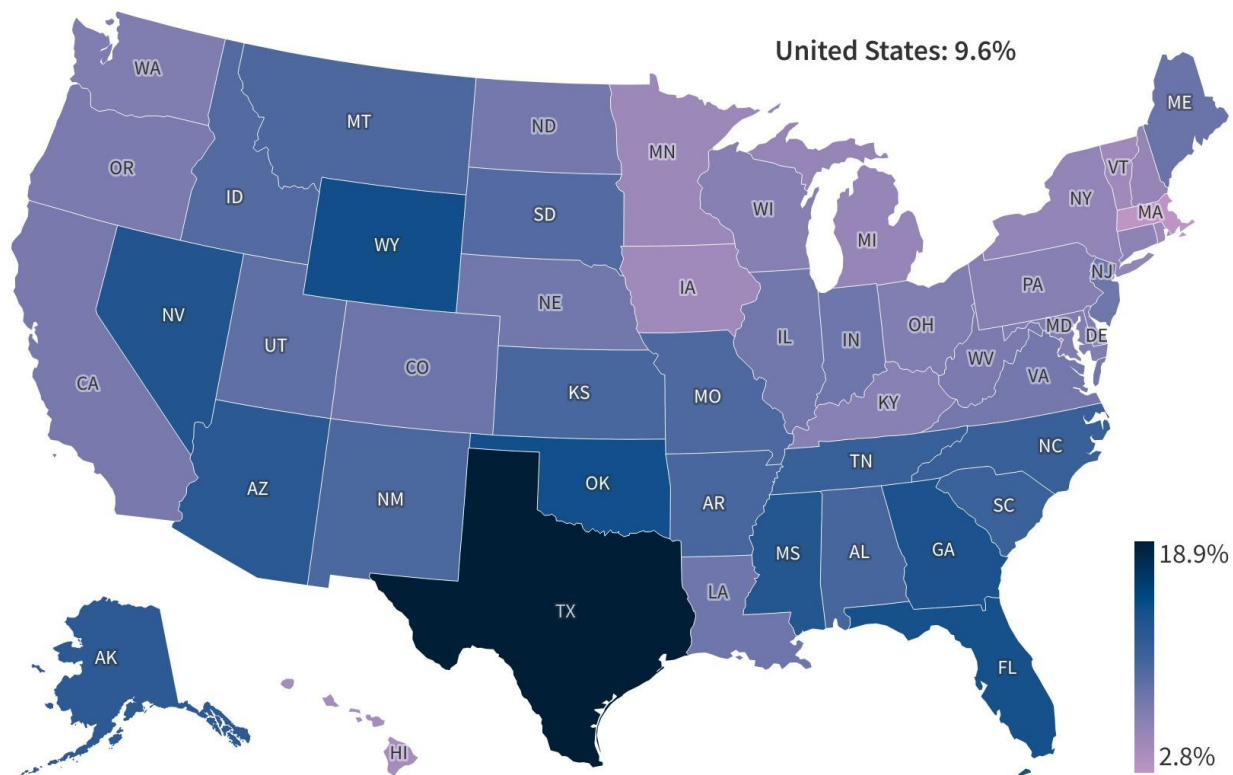 United States: 9.6%
WA
ME
MT
ND
MN
VT
OR
NY
MA
ID
SD
WI
MI
WY
NJ
IA
PA
NE
NV
OH
MD
DE
UT
IL
IN
CO
WV
VA
CA
KS
MO
KY
NC
TN
OK
AZ
NM
AR
SC
MS
AL
GA
18.9%
LA
TX
AK
FL
HI
2.8%